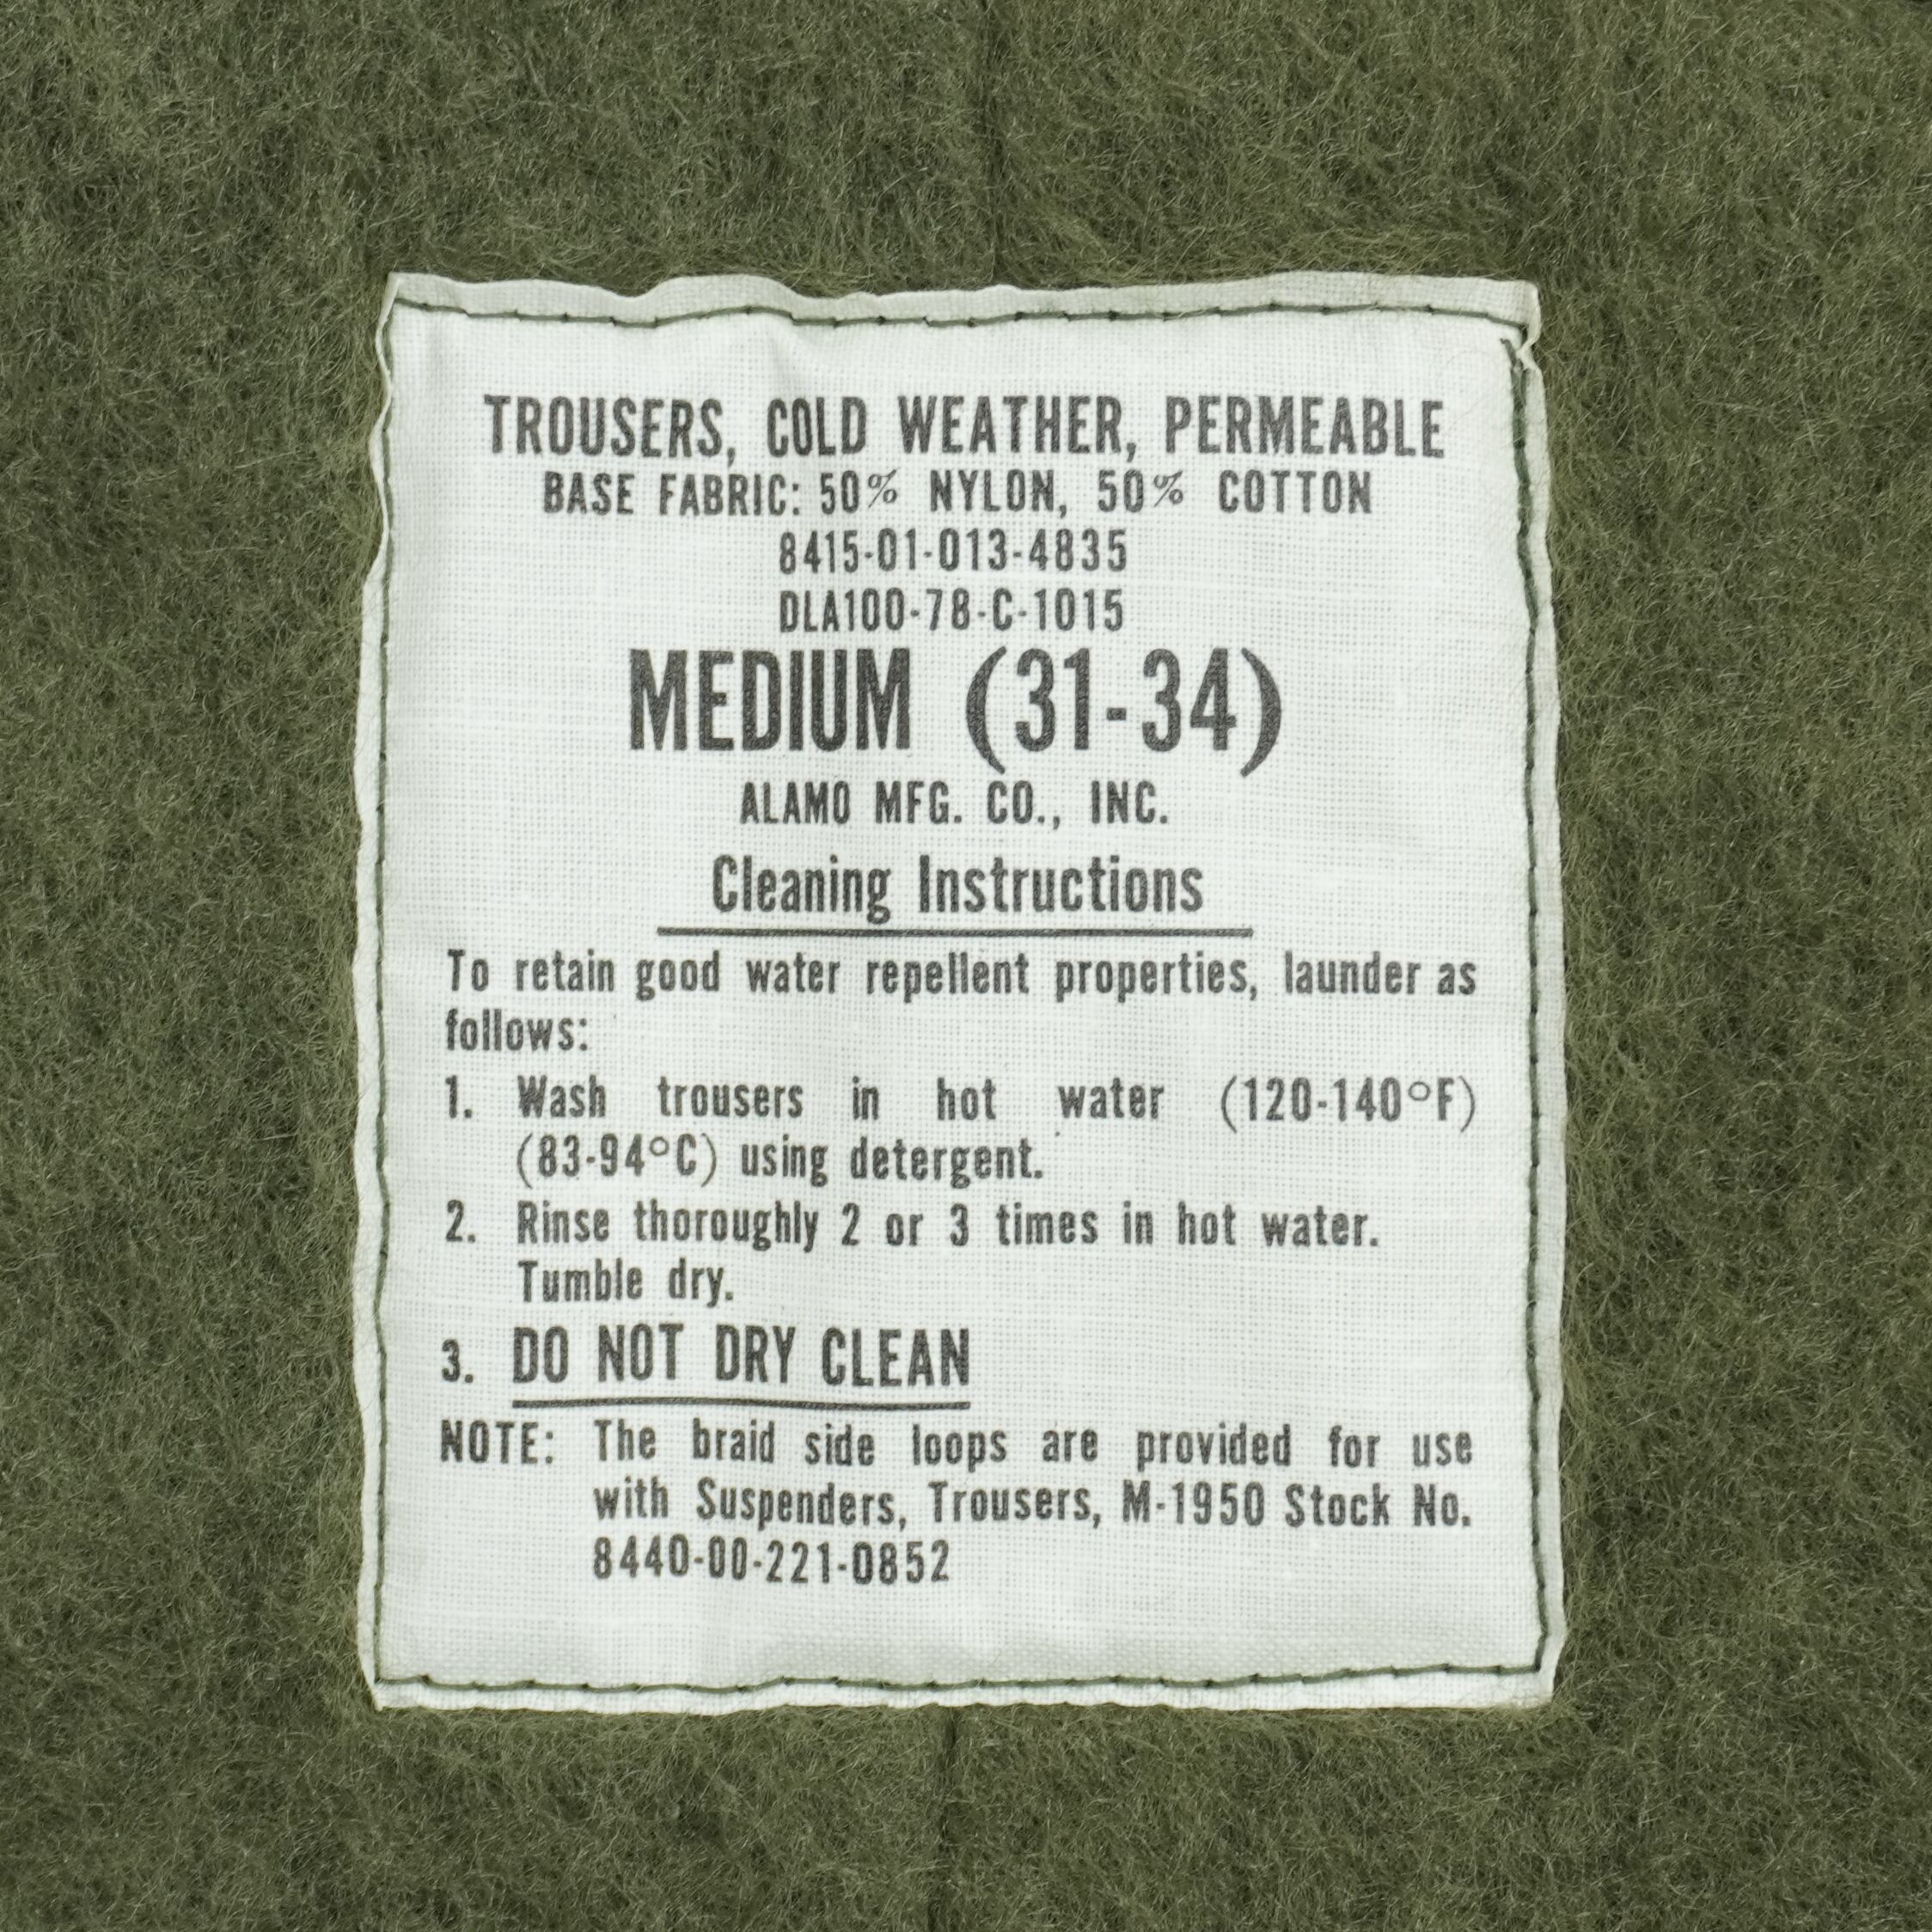 TROUSERS, COLD WEATHER, PERMEABLE
BASE FABRIC: 50% NYLON, 50% COTTON
8415-01-013-4835
DLA100-78-C-1015
MEDIUM (31-34)
ALAMO MFG. CO., INC.
Cleaning Instructions
To retain good water repellent properties, launder as
follows:
1. Wash trousers in hot water (120-140°F)
(83-94°C) using detergent.
2. Rinse thoroughly 2 or 3 times in hot water.
Tumble dry.
3. DO NOT DRY CLEAN
NOTE: The braid side loops are provided for use
with Suspenders, Trousers, M-1950 Stock No.
8440-00-221-0852